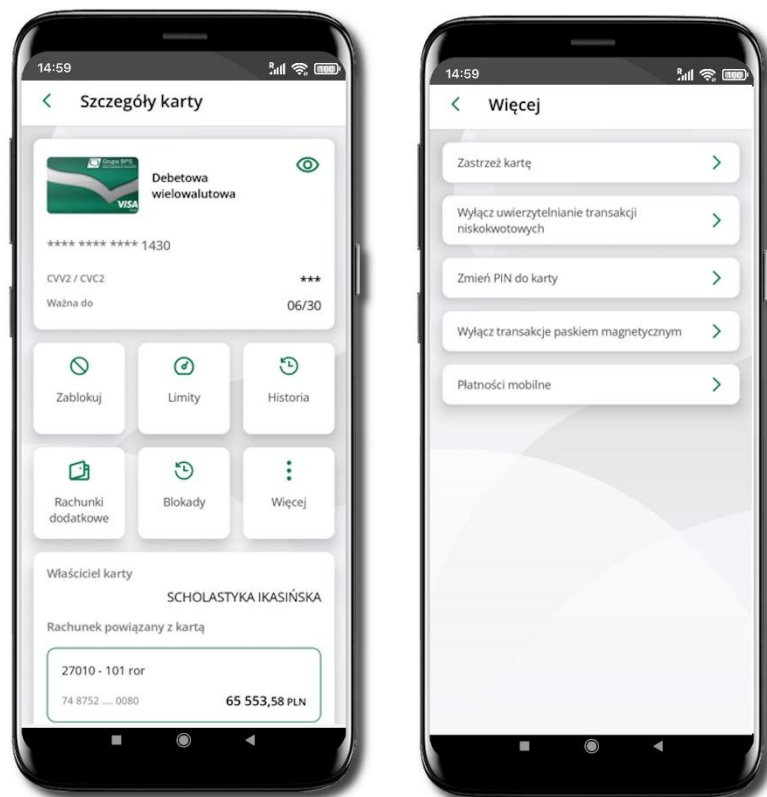 14:59
Szczegóły karty
Grupa BPS
VISA
Debetowa
wielowalutowa
**** **** **** 1430
CVV2 / CVC2 ***
Ważna do 06/30
Zablokuj Limity Historia
Rachunki
dodatkowe
Blokady Więcej
Właściciel karty
SCHOLASTYKA IKASIŃSKA
Rachunek powiązany z kartą
27010 - 101 ror
74 8752 .... 0080 65 553,58 PLN
14:59
Więcej
Zastrzeż kartę
Wyłącz uwierzytelnianie transakcji
niskokwotowych
Zmień PIN do karty
Wyłącz transakcje paskiem magnetycznym
Płatności mobilne